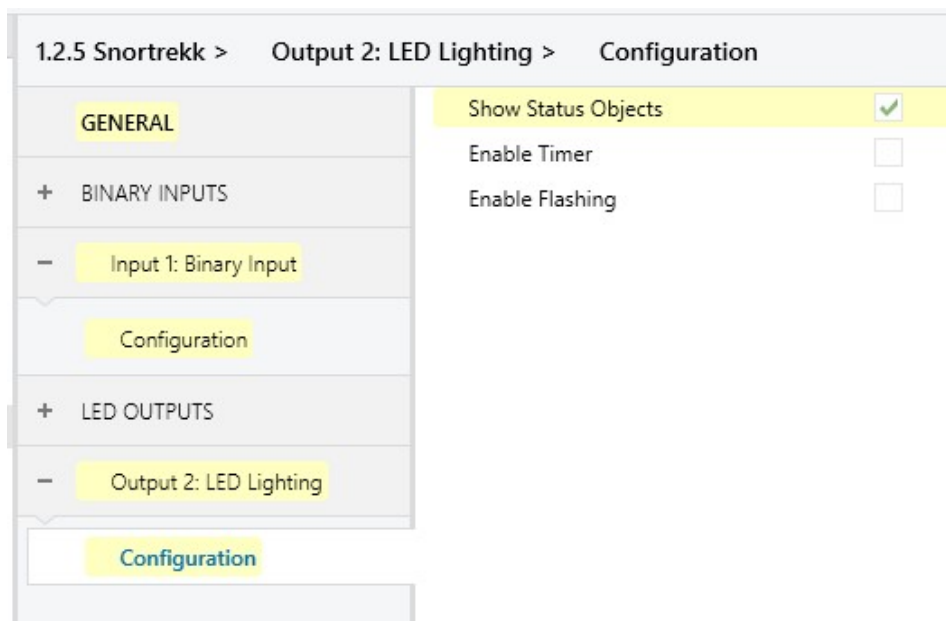 1.2.5 Snortrekk > Output 2: LED Lighting > Configuration
GENERAL
+ BINARY INPUTS
− Input 1: Binary Input
Configuration
+ LED OUTPUTS
− Output 2: LED Lighting
Configuration
Show Status Objects
Enable Timer
Enable Flashing